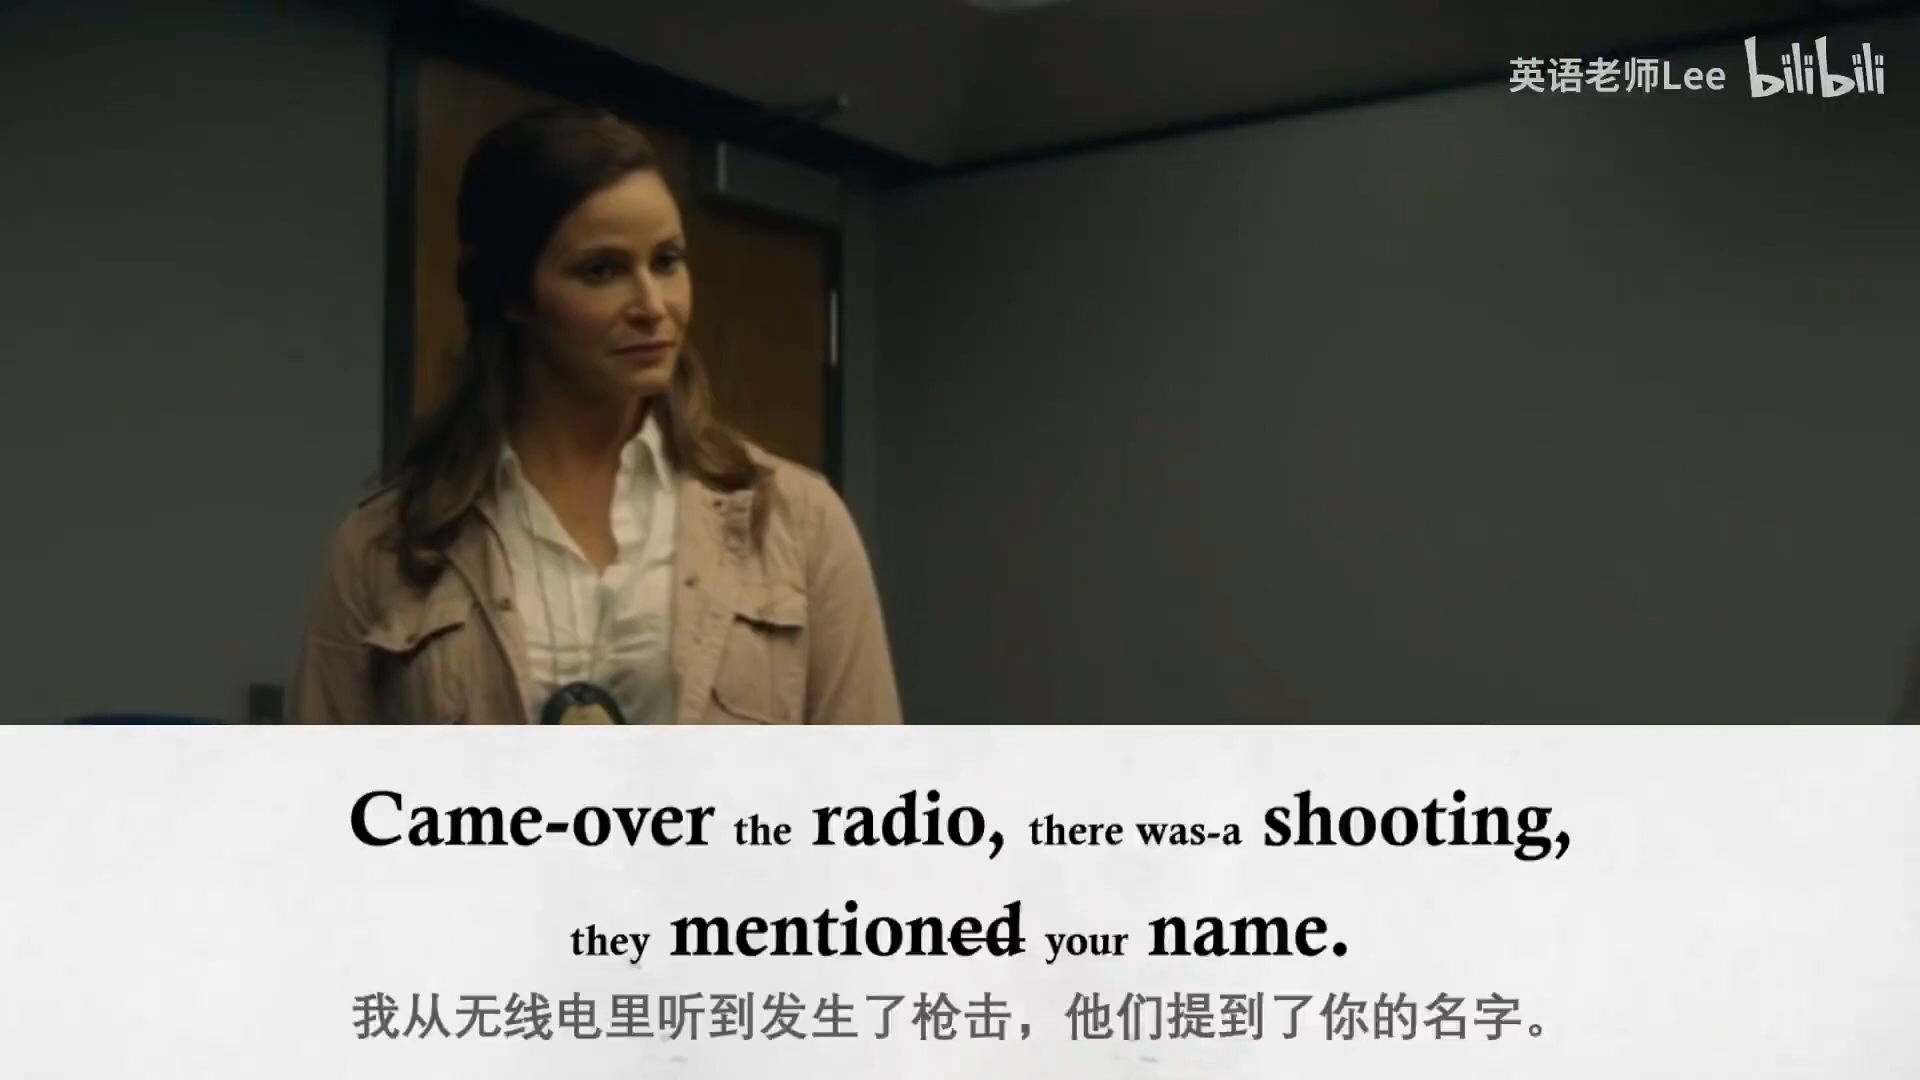 英语老师Lee bilibili
Came-over the radio, there was-a shooting,
they mentioned your name.
我从无线电里听到发生了枪击，他们提到了你的名字。